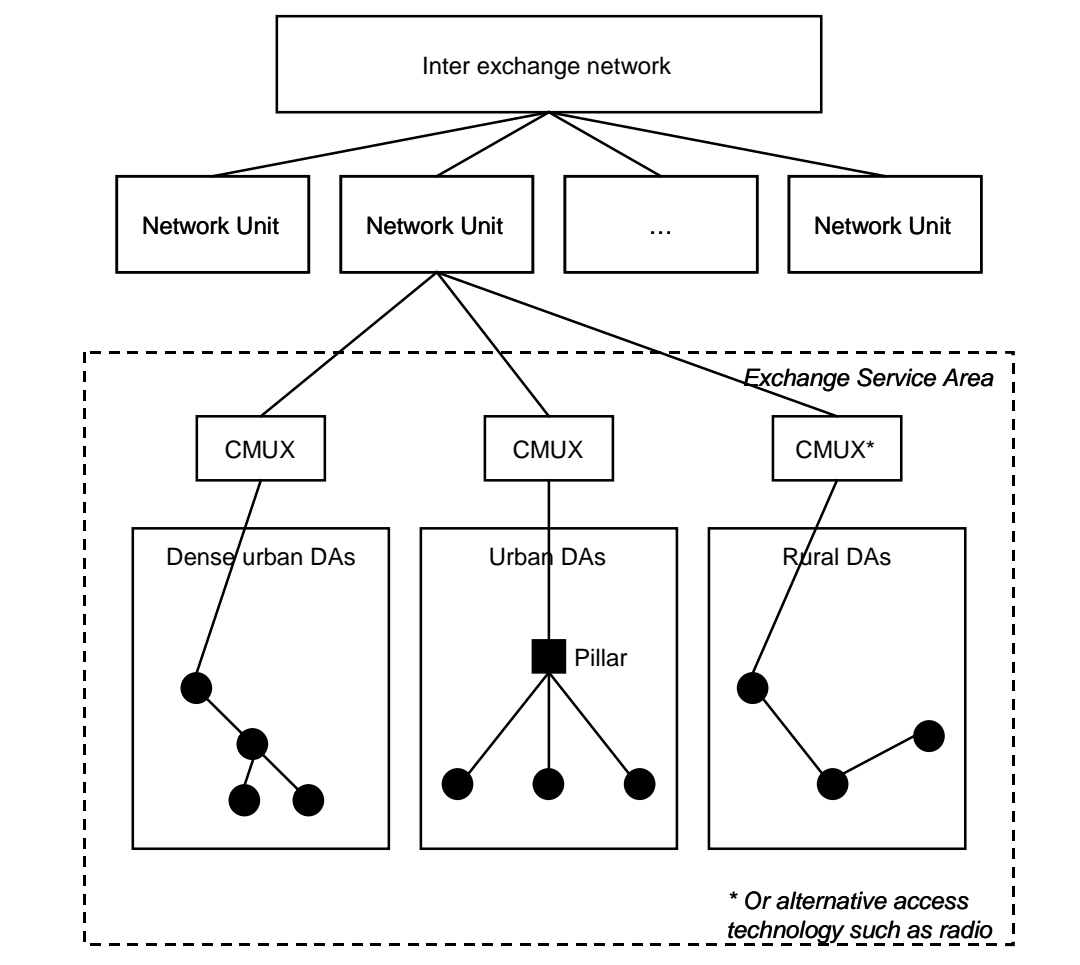 Inter exchange network
Network Unit
Network Unit
...
Network Unit
Exchange Service Area
CMUX
CMUX
CMUX*
Dense urban DAs
Urban DAs
Rural DAs
Pillar
* Or alternative access
technology such as radio